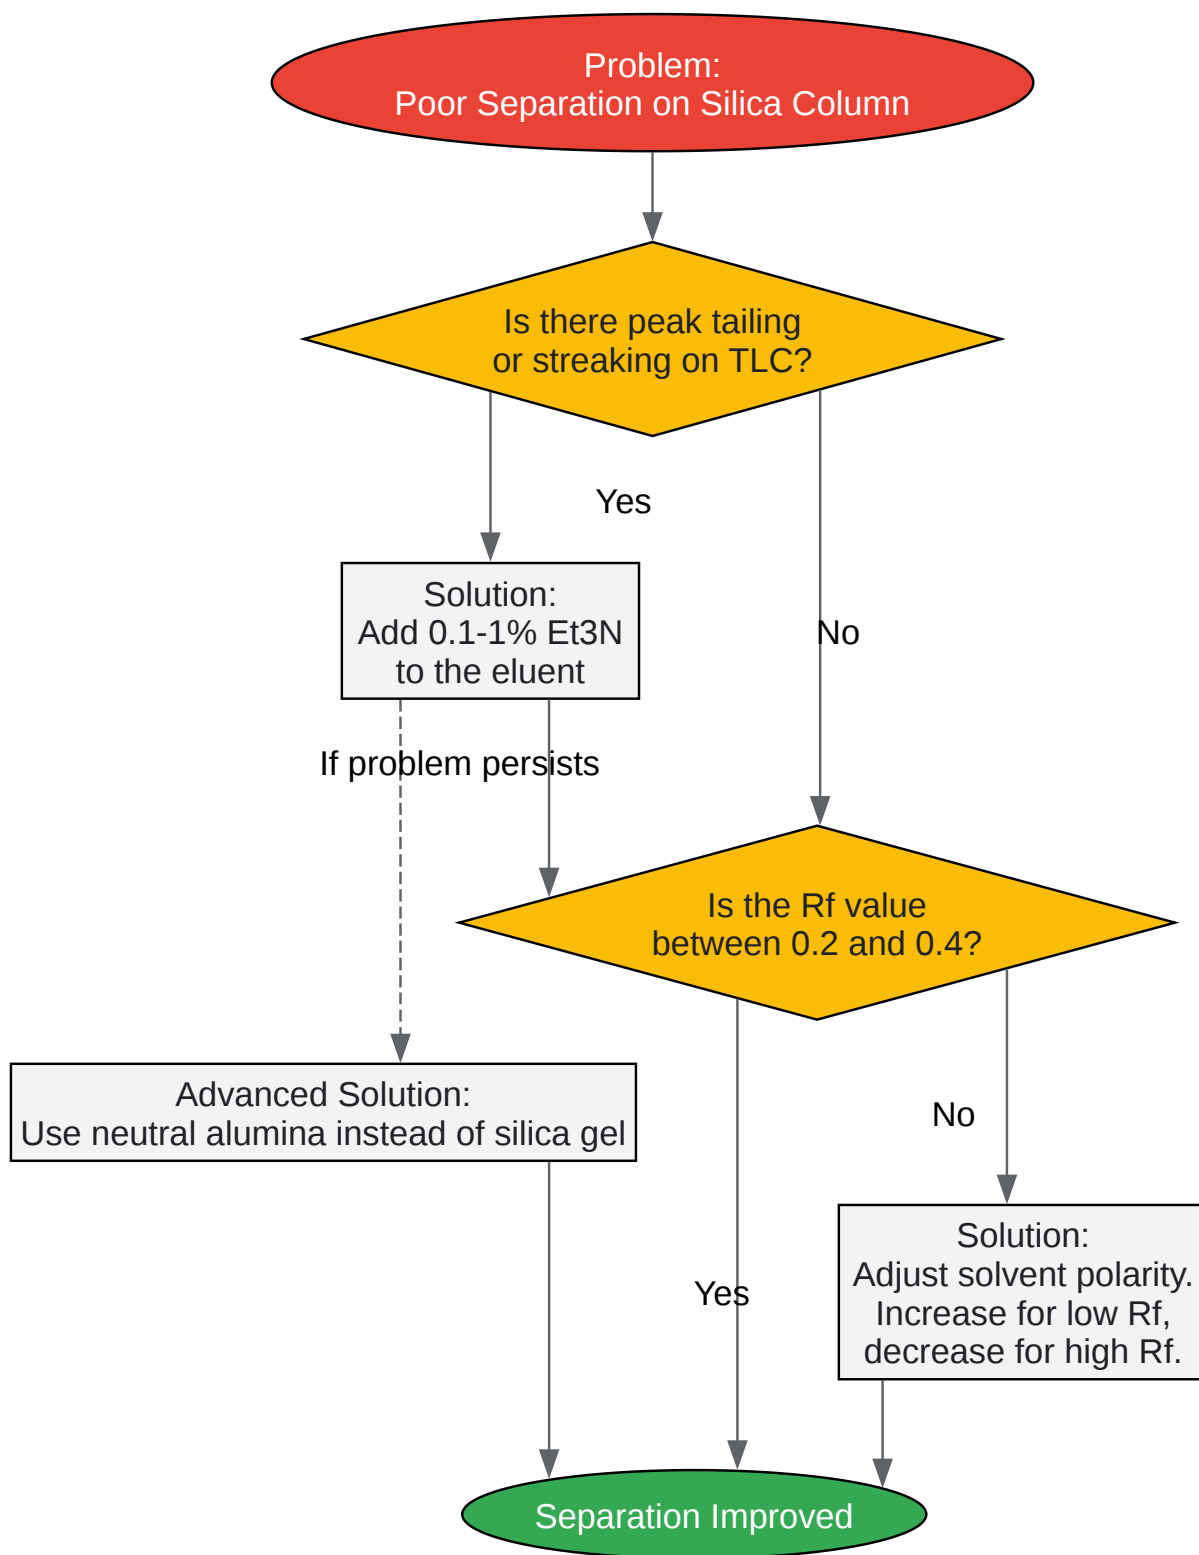 Problem:
Poor Separation on Silica Column
Is there peak tailing
or streaking on TLC?
Yes
Solution:
Add 0.1-1% Et3N
to the eluent
No
If problem persists
Is the Rf value
between 0.2 and 0.4?
Advanced Solution:
Use neutral alumina instead of silica gel
No
Solution:
Adjust solvent polarity.
Increase for low Rf,
decrease for high Rf.
Yes
Separation Improved